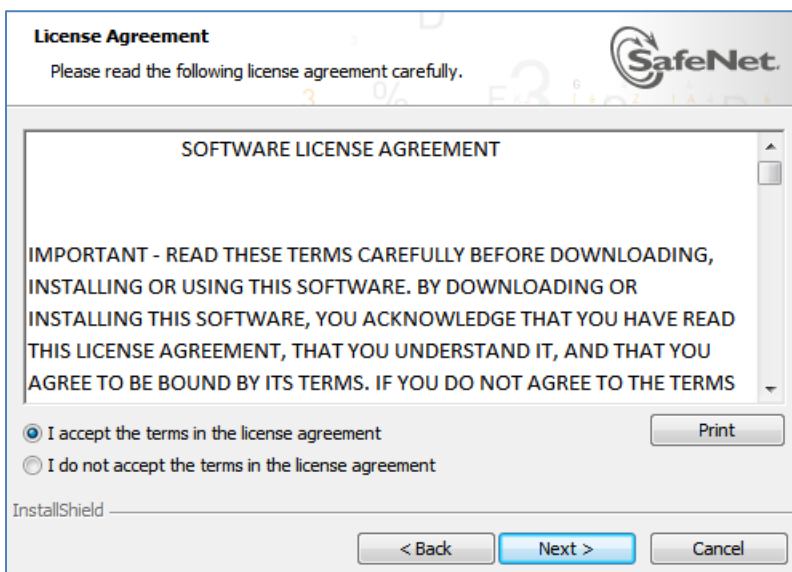 License Agreement
Please read the following license agreement carefully.
SafeNet.
SOFTWARE LICENSE AGREEMENT
IMPORTANT - READ THESE TERMS CAREFULLY BEFORE DOWNLOADING,
INSTALLING OR USING THIS SOFTWARE. BY DOWNLOADING OR
INSTALLING THIS SOFTWARE, YOU ACKNOWLEDGE THAT YOU HAVE READ
THIS LICENSE AGREEMENT, THAT YOU UNDERSTAND IT, AND THAT YOU
AGREE TO BE BOUND BY ITS TERMS. IF YOU DO NOT AGREE TO THE TERMS
I accept the terms in the license agreement
Print
I do not accept the terms in the license agreement
InstallShield
< Back Next > Cancel